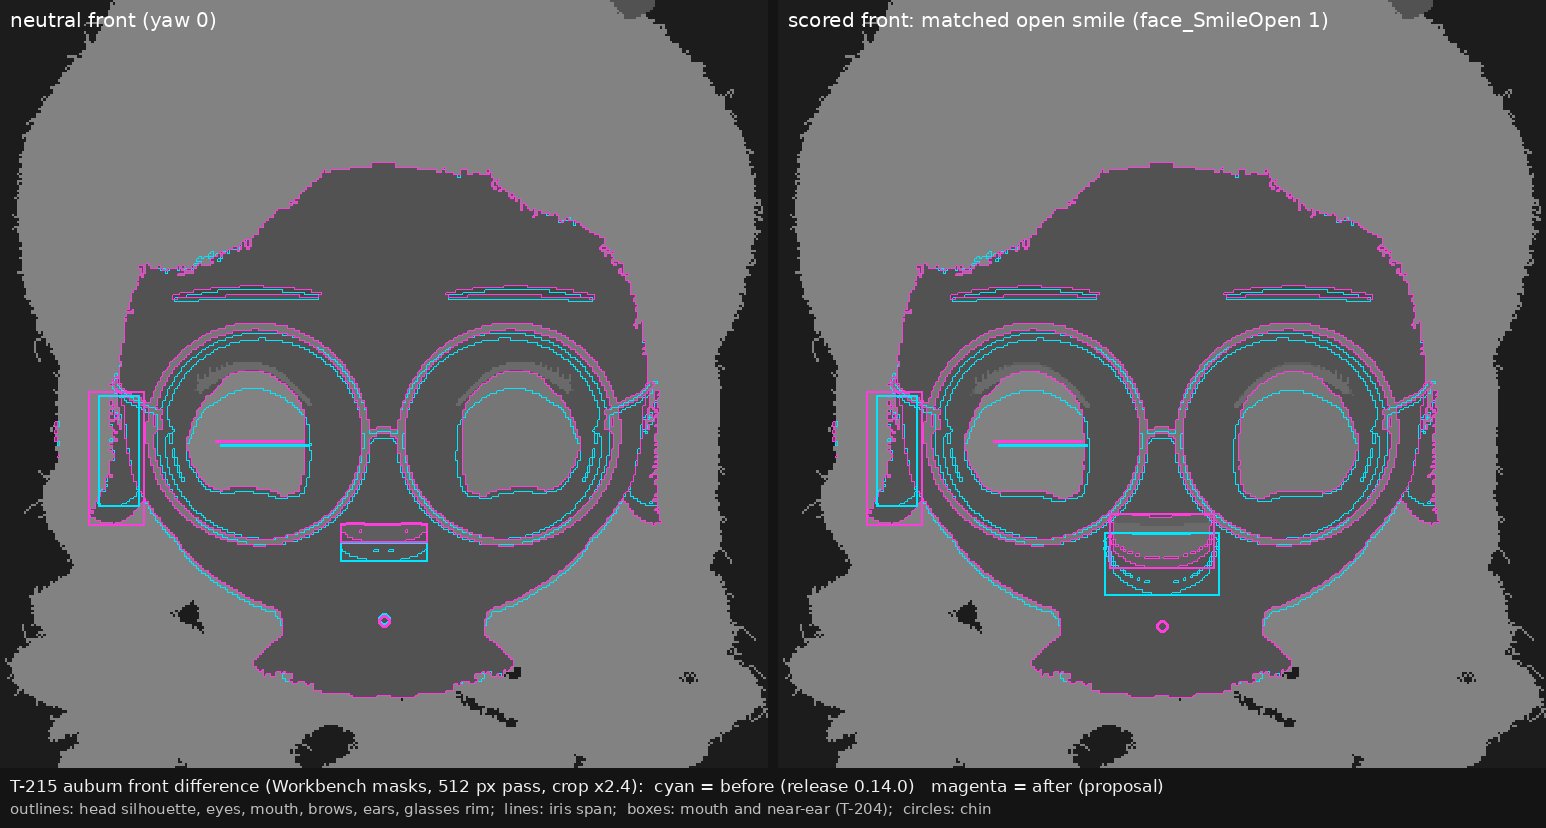 neutral front (yaw 0)
scored front: matched open smile (face_SmileOpen 1)
T-215 auburn front difference (Workbench masks, 512 px pass, crop x2.4):  cyan = before (release 0.14.0)   magenta = after (proposal)
outlines: head silhouette, eyes, mouth, brows, ears, glasses rim;  lines: iris span;  boxes: mouth and near-ear (T-204);  circles: chin